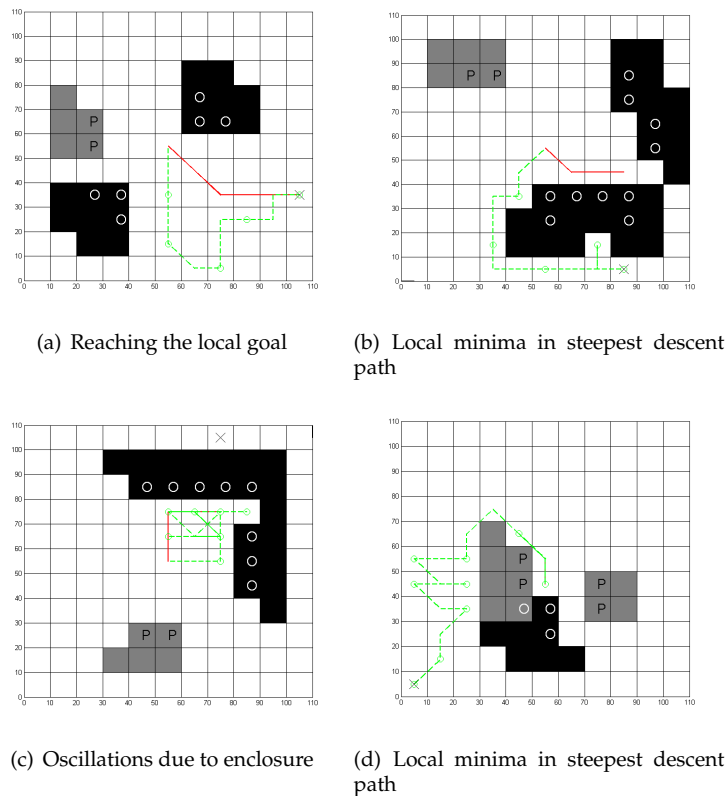 110
100
90
80
70
60
50
40
30
20
10
0
0 10 20 30 40 50 60 70 80 90 100 110
P
P
O
O O
O O
O
(a) Reaching the local goal
110
100
90
80
70
60
50
40
30
20
10
0
0 10 20 30 40 50 60 70 80 90 100 110
P P
O
O
O
O
O O O O
O O
(b) Local minima in steepest descent
path
110
100
90
80
70
60
50
40
30
20
10
0
0 10 20 30 40 50 60 70 80 90 100 110
O O O O O
O
O
O
P P
(c) Oscillations due to enclosure
110
100
90
80
70
60
50
40
30
20
10
0
0 10 20 30 40 50 60 70 80 90 100 110
P
P P
O O P
O
(d) Local minima in steepest descent
path